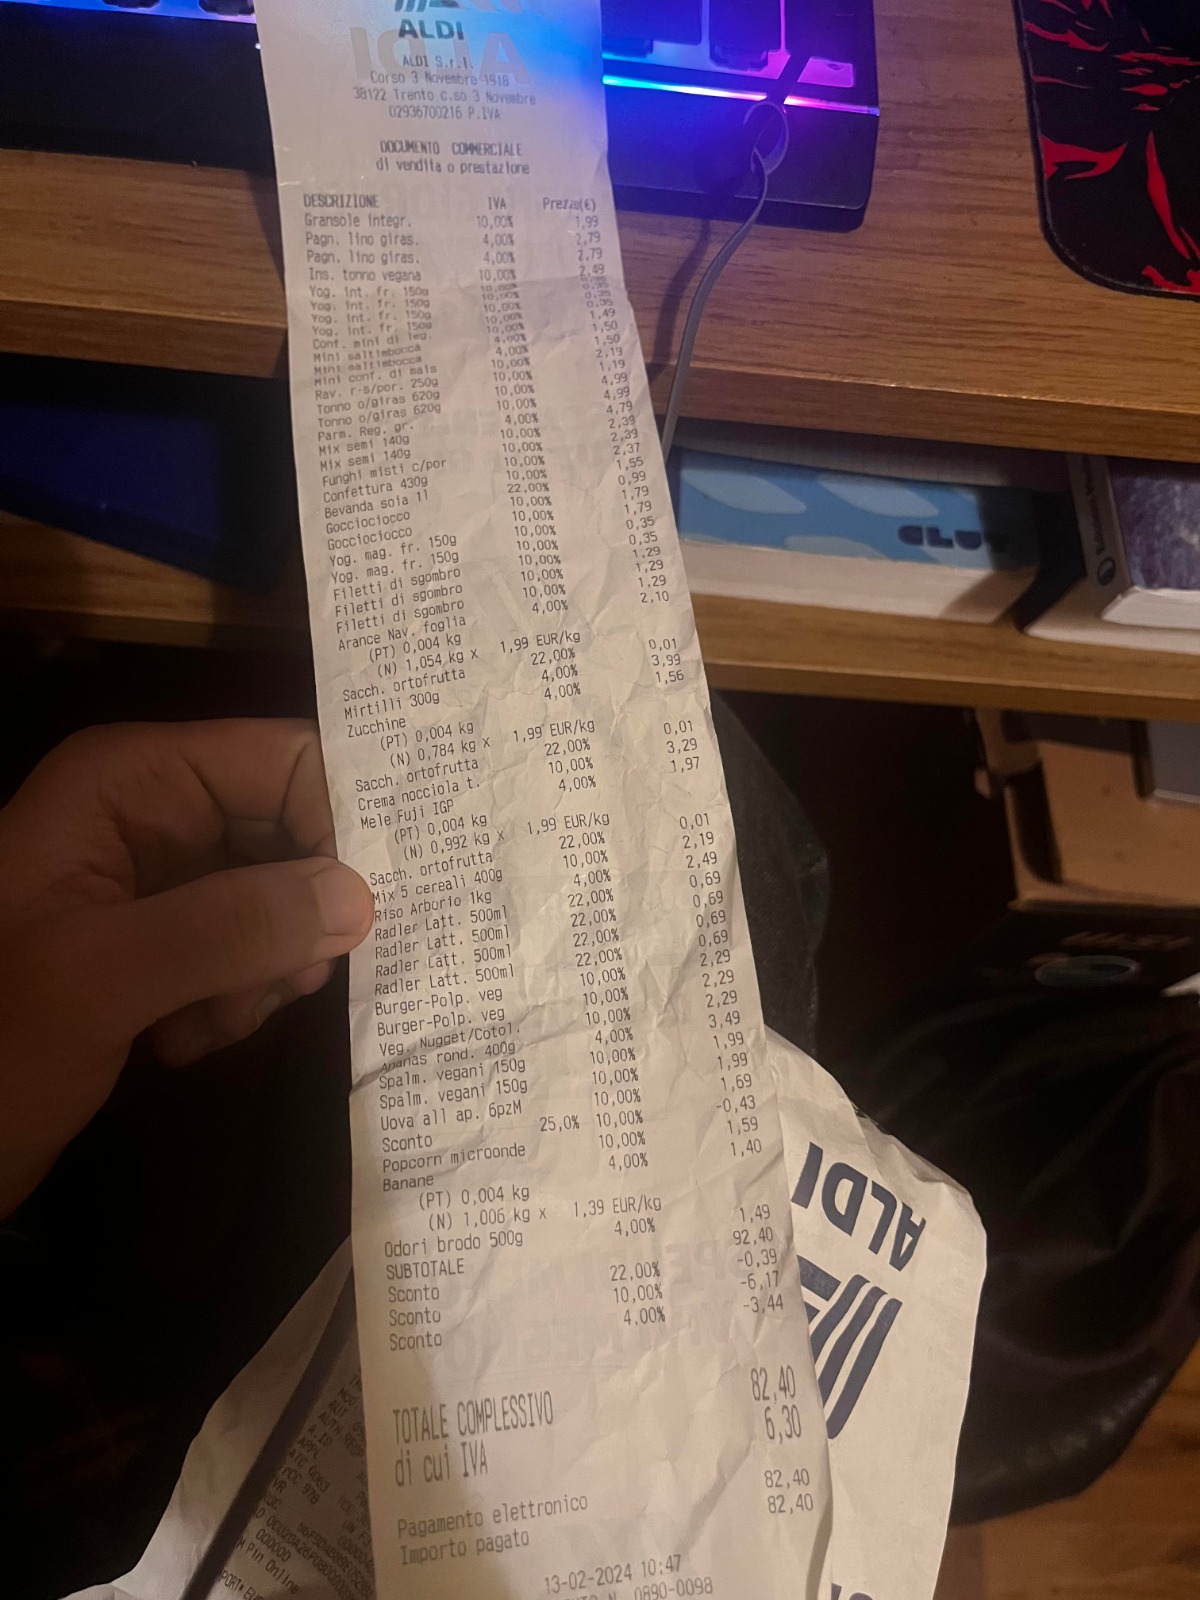 ALDI
ALDI S.r.l.
Corso 3 Novembre 1918
38122 Trento c.so 3 Novembre
02936700216 P.IVA
DOCUMENTO COMMERCIALE
di vendita o prestazione
DESCRIZIONE IVA Prezzo(€)
Gransole integr. 10,00% 1,99
Pagn. lino giras. 4,00% 2,79
Pagn. lino giras. 4,00% 2,79
Ins. tonno vegana 10,00% 2,49
Yog. int. fr. 150g 10,00% 0,35
Yog. int. fr. 150g 10,00% 0,35
Yog. int. fr. 150g 10,00% 0,35
Conf. mini di leg. 10,00% 1,49
Mini saltimbocca 4,00% 1,50
Mini saltimbocca 4,00% 1,50
Mini conf. di mais 10,00% 2,19
Rav. r-s/por. 250g 10,00% 1,19
Tonno o/giras 620g 10,00% 4,99
Tonno o/giras 620g 10,00% 4,99
Parm. Reg. gr. 4,00% 4,79
Mix semi 140g 10,00% 2,39
Mix semi 140g 10,00% 2,39
Funghi misti c/por 10,00% 2,37
Confettura 430g 10,00% 1,55
Bevanda soia 1l 22,00% 0,99
Gocciociocco 10,00% 1,79
Gocciociocco 10,00% 1,79
Yog. mag. fr. 150g 10,00% 0,35
Yog. mag. fr. 150g 10,00% 0,35
Filetti di sgombro 10,00% 1,29
Filetti di sgombro 10,00% 1,29
Filetti di sgombro 10,00% 1,29
Arance Nav. foglia 4,00% 2,10
(PT) 0,004 kg
(N) 1,054 kg x 1,99 EUR/kg
Sacch. ortofrutta 22,00% 0,01
Mirtilli 300g 4,00% 3,99
Zucchine 4,00% 1,56
(PT) 0,004 kg
(N) 0,784 kg x 1,99 EUR/kg
Sacch. ortofrutta 22,00% 0,01
Crema nocciola t. 10,00% 3,29
Mele Fuji IGP 4,00% 1,97
(PT) 0,004 kg
(N) 0,992 kg x 1,99 EUR/kg
Sacch. ortofrutta 22,00% 0,01
Mix 5 cereali 400g 10,00% 2,19
Riso Arborio 1kg 4,00% 2,49
Radler Latt. 500ml 22,00% 0,69
Radler Latt. 500ml 22,00% 0,69
Radler Latt. 500ml 22,00% 0,69
Radler Latt. 500ml 22,00% 0,69
Burger-Polp. veg 10,00% 2,29
Burger-Polp. veg 10,00% 2,29
Veg. Nugget/Cotol. 10,00% 2,29
Ananas rond. 400g 4,00% 3,49
Spalm. vegani 150g 10,00% 1,99
Spalm. vegani 150g 10,00% 1,99
Uova all ap. 6pzM 10,00% 1,69
Sconto 25,0% 10,00% -0,43
Popcorn microonde 10,00% 1,59
Banane 4,00% 1,40
(PT) 0,004 kg
(N) 1,006 kg x 1,39 EUR/kg
Odori brodo 500g 4,00% 1,49
SUBTOTALE 92,40
Sconto 22,00% -0,39
Sconto 10,00% -6,17
Sconto 4,00% -3,44
TOTALE COMPLESSIVO 82,40
di cui IVA 6,30
Pagamento elettronico 82,40
Importo pagato 82,40
13-02-2024 10:47
0890-0098
ALDI